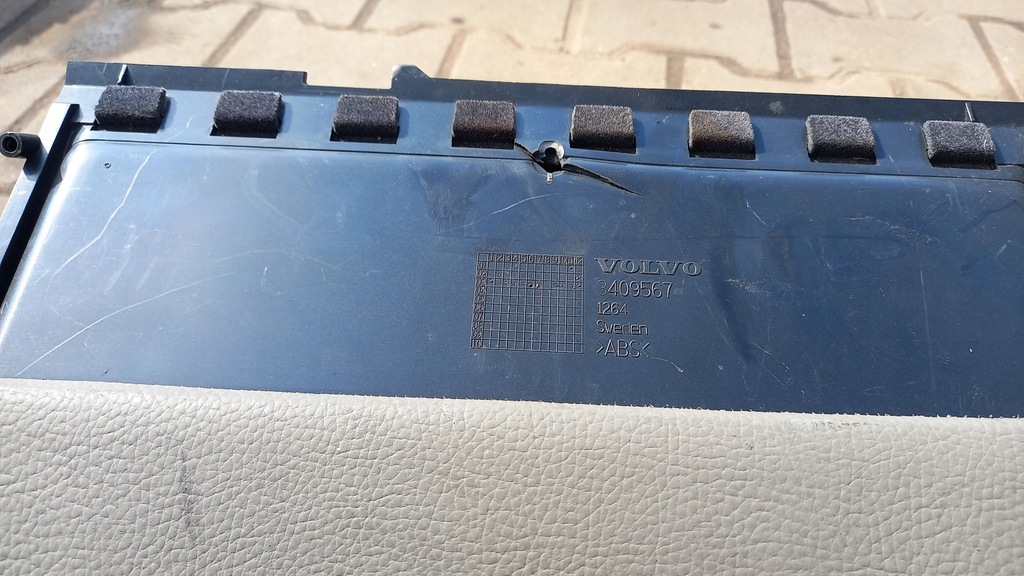 VOLVO
3409567
1264
Sweden
>ABS<